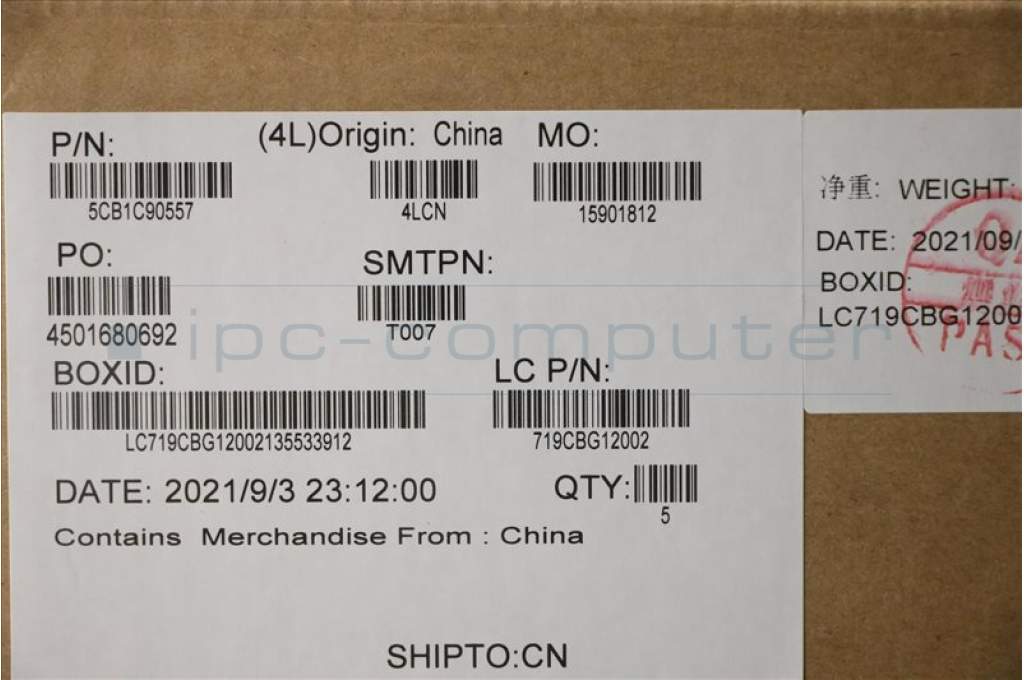 P/N:
(4L)Origin: China
MO:
5CB1C90557
4LCN
15901812
PO:
SMTPN:
4501680692
T007
BOXID:
LC P/N:
LC719CBG12002135533912
719CBG12002
DATE: 2021/9/3 23:12:00
QTY:
5
Contains Merchandise From : China
SHIPTO:CN
净重: WEIGHT:
DATE: 2021/09/
BOXID:
LC719CBG1200
PAS
ipc-computer